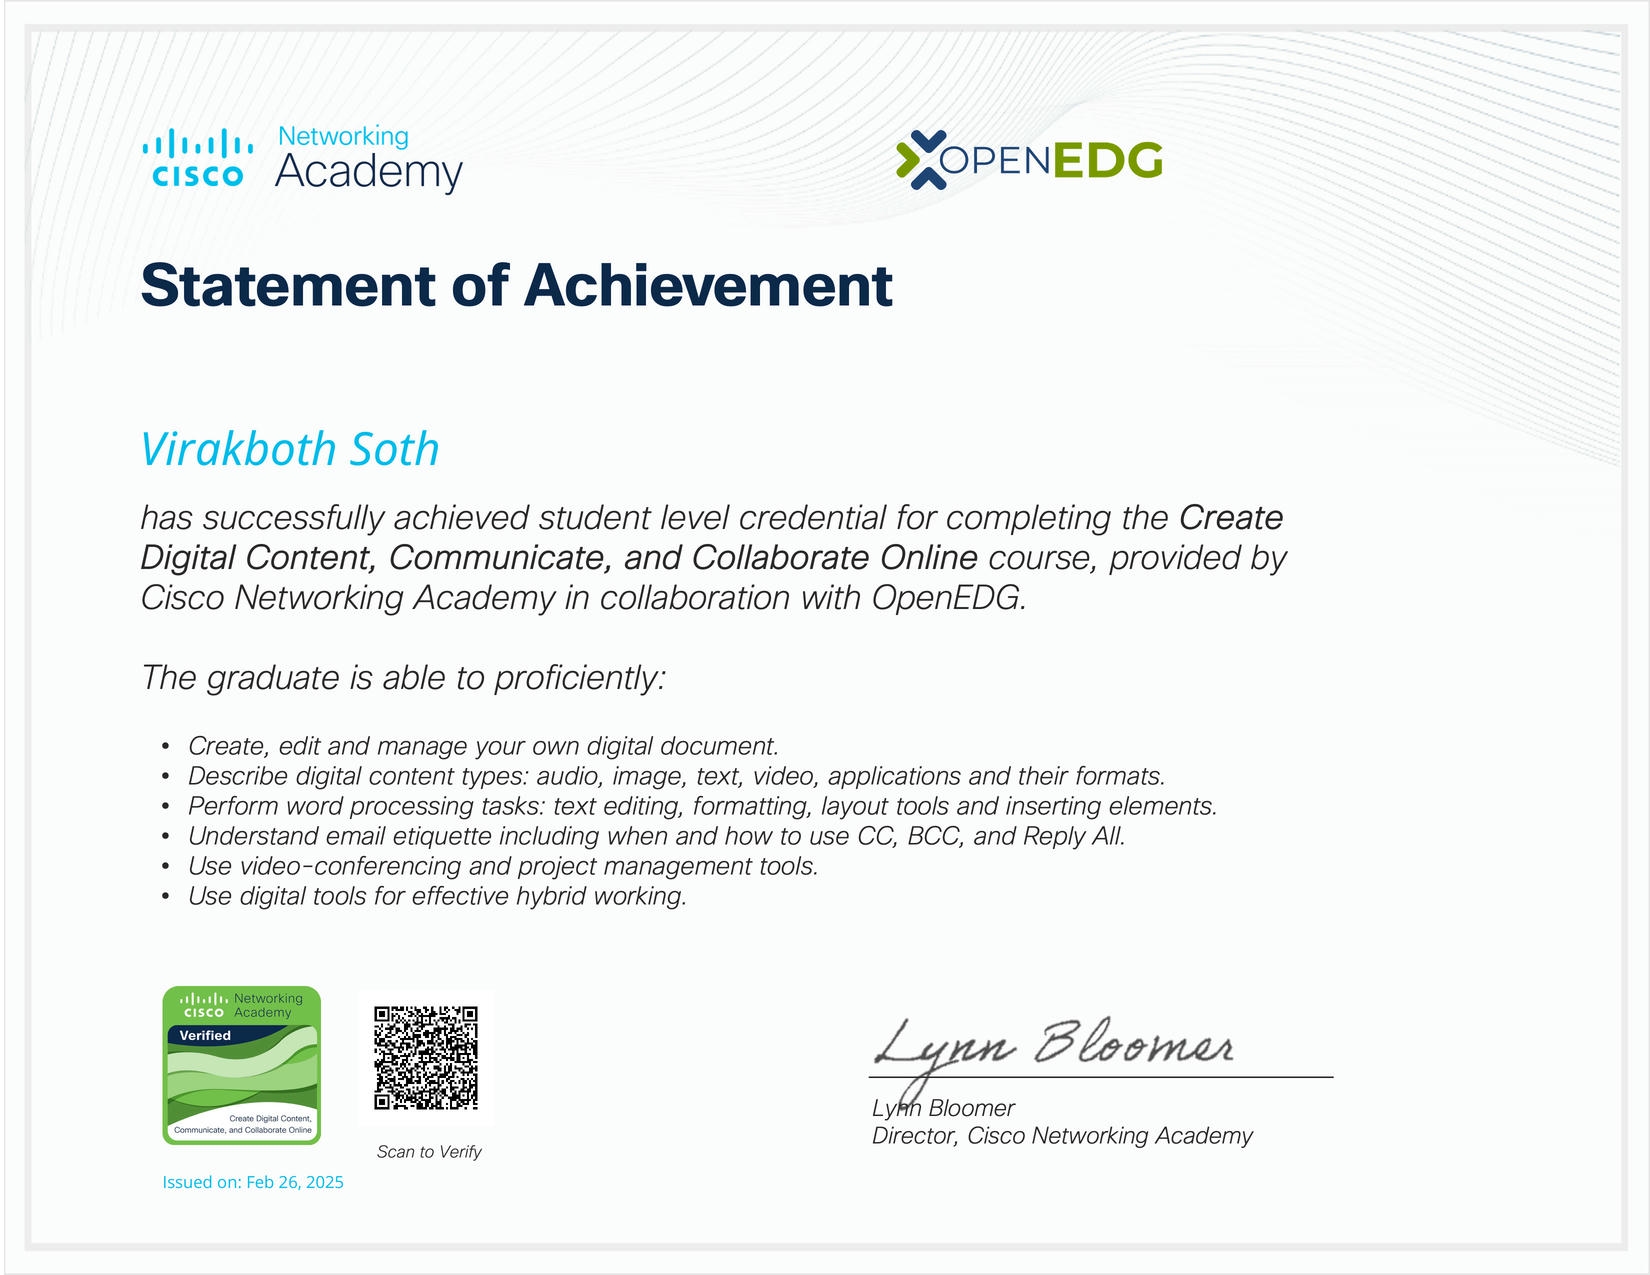 Networking
CISCO Academy
OPENEDG
Statement of Achievement
Virakboth Soth
has successfully achieved student level credential for completing the Create
Digital Content, Communicate, and Collaborate Online course, provided by
Cisco Networking Academy in collaboration with OpenEDG.
The graduate is able to proficiently:
• Create, edit and manage your own digital document.
• Describe digital content types: audio, image, text, video, applications and their formats.
• Perform word processing tasks: text editing, formatting, layout tools and inserting elements.
• Understand email etiquette including when and how to use CC, BCC, and Reply All.
• Use video-conferencing and project management tools.
• Use digital tools for effective hybrid working.
Networking
CISCO Academy
Verified
Create Digital Content,
Communicate, and Collaborate Online
Scan to Verify
Issued on: Feb 26, 2025
Lynn Bloomer
Lynn Bloomer
Director, Cisco Networking Academy